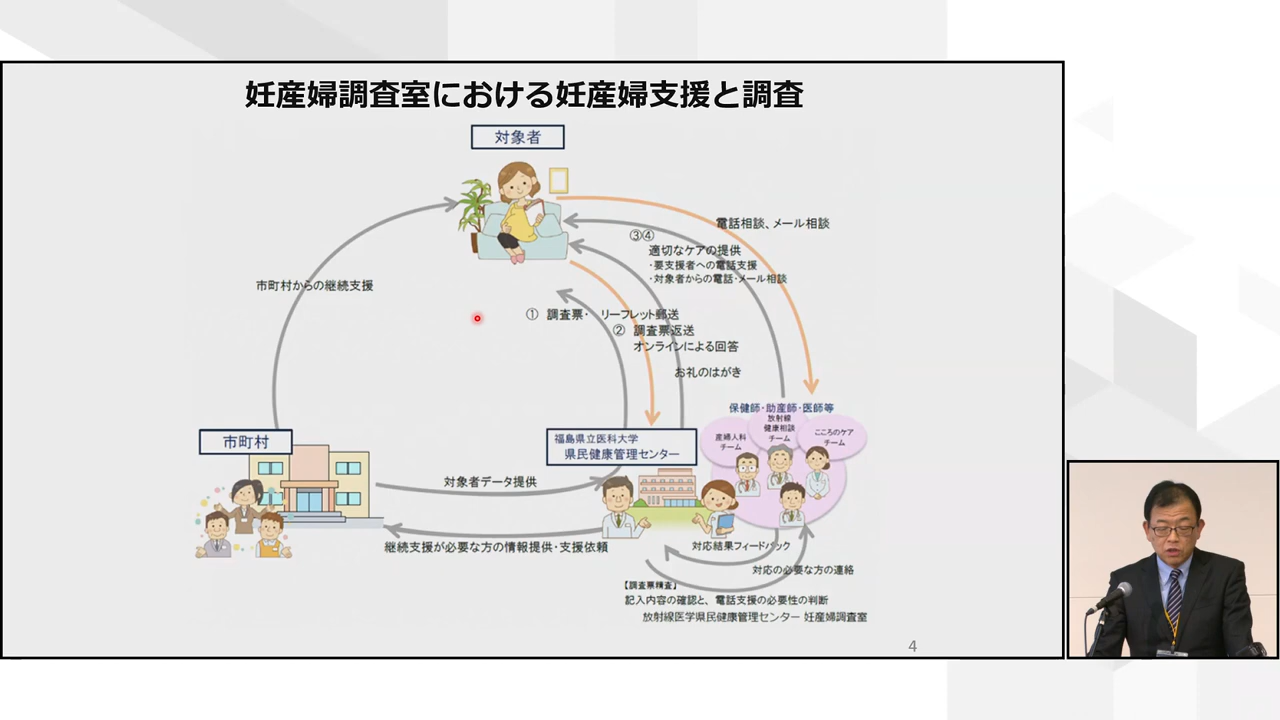 妊産婦調査室における妊産婦支援と調査
対象者
電話相談、メール相談
③④
適切なケアの提供
・要支援者への電話支援
・対象者からの電話・メール相談
市町村からの継続支援
① 調査票・ リーフレット郵送
② 調査票返送
オンラインによる回答
お礼のはがき
保健師・助産師・医師等
放射線
健康相談
チーム
産婦人科
チーム
こころのケア
チーム
市町村
福島県立医科大学
県民健康管理センター
対象者データ提供
継続支援が必要な方の情報提供・支援依頼
対応結果フィードバック
対応の必要な方の連絡
【調査票精査】
記入内容の確認と、電話支援の必要性の判断
放射線医学県民健康管理センター 妊産婦調査室
4